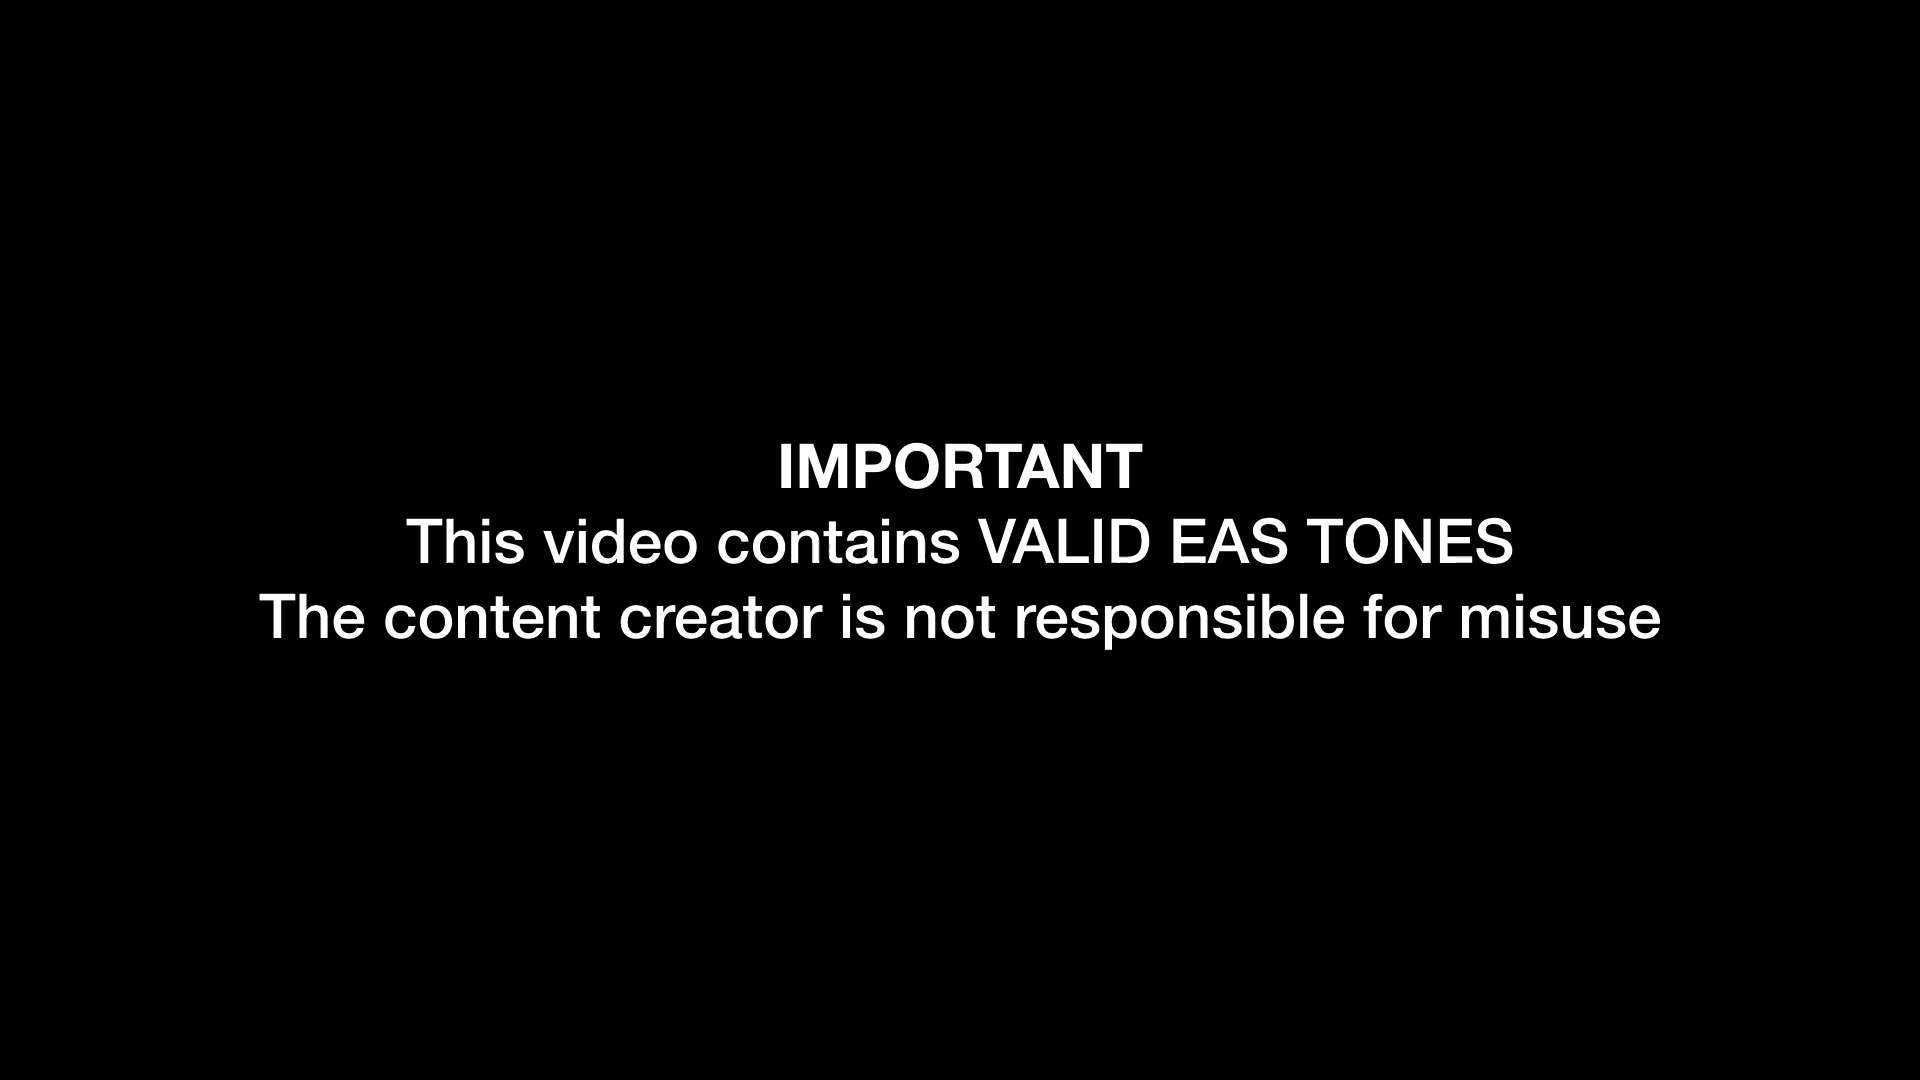 IMPORTANT
This video contains VALID EAS TONES
The content creator is not responsible for misuse